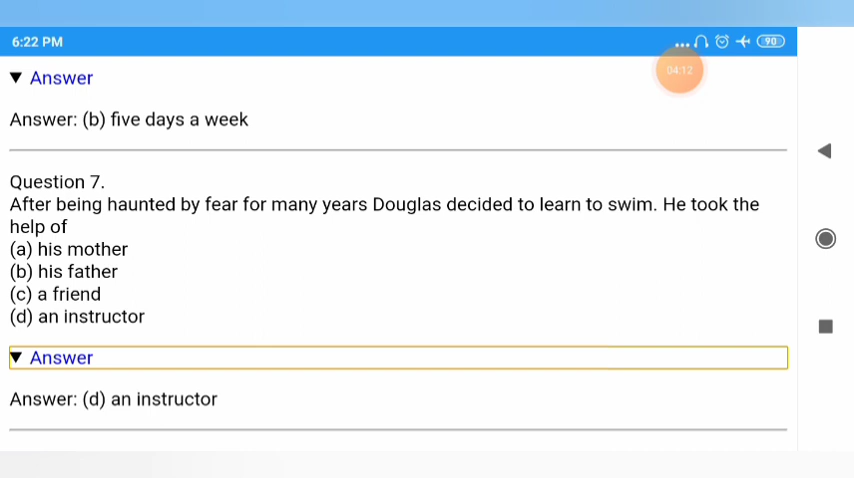 6:22 PM
90
04:12
Answer
Answer: (b) five days a week
Question 7.
After being haunted by fear for many years Douglas decided to learn to swim. He took the
help of
(a) his mother
(b) his father
(c) a friend
(d) an instructor
Answer
Answer: (d) an instructor